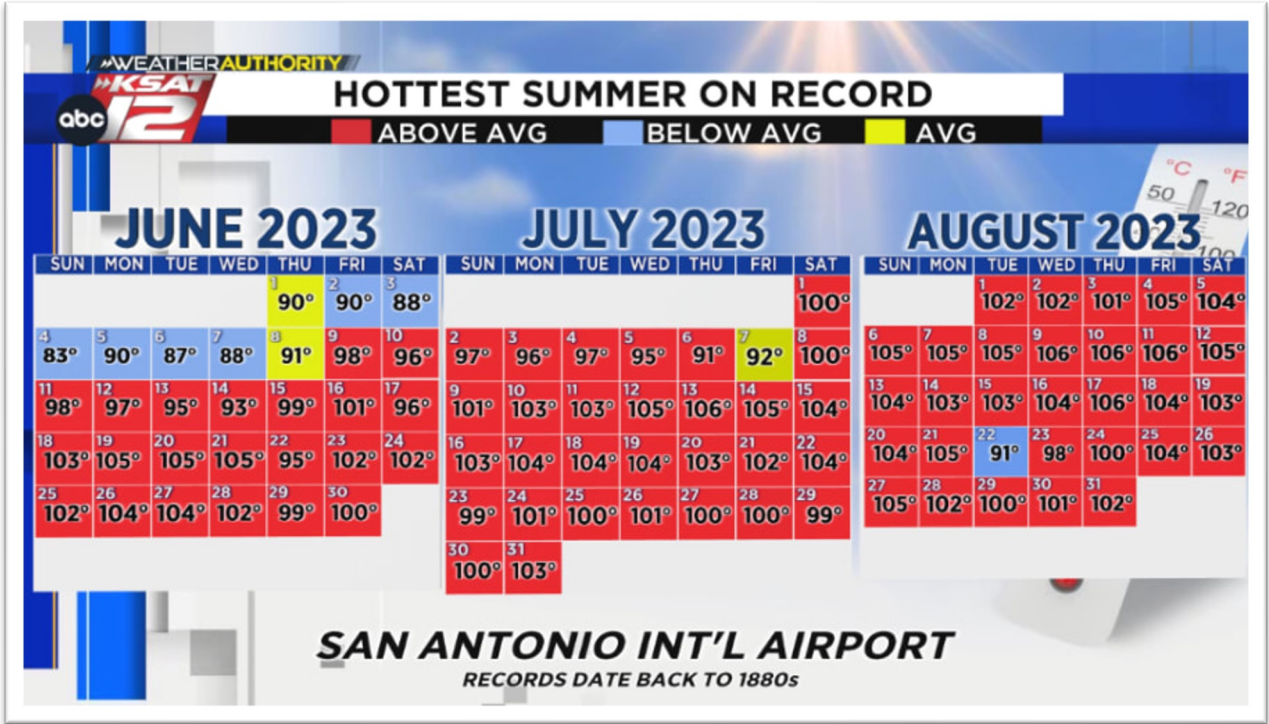 WEATHERAUTHORITY
KSAT
abc 12
HOTTEST SUMMER ON RECORD
ABOVE AVG BELOW AVG AVG
°C °F
50 120
100
JUNE 2023
SUN MON TUE WED THU FRI SAT
1 2 3
90° 90° 88°
4 5 6 7 8 9 10
83° 90° 87° 88° 91° 98° 96°
11 12 13 14 15 16 17
98° 97° 95° 93° 99° 101° 96°
18 19 20 21 22 23 24
103° 105° 105° 105° 95° 102° 102°
25 26 27 28 29 30
102° 104° 104° 102° 99° 100°
JULY 2023
SUN MON TUE WED THU FRI SAT
1
100°
2 3 4 5 6 7 8
97° 96° 97° 95° 91° 92° 100°
9 10 11 12 13 14 15
101° 103° 103° 105° 106° 105° 104°
16 17 18 19 20 21 22
103° 104° 104° 104° 103° 102° 104°
23 24 25 26 27 28 29
99° 101° 100° 101° 100° 100° 99°
30 31
100° 103°
AUGUST 2023
SUN MON TUE WED THU FRI SAT
1 2 3 4 5
102° 102° 101° 105° 104°
6 7 8 9 10 11 12
105° 105° 105° 106° 106° 106° 105°
13 14 15 16 17 18 19
104° 103° 103° 104° 106° 104° 103°
20 21 22 23 24 25 26
104° 105° 91° 98° 100° 104° 103°
27 28 29 30 31
105° 102° 100° 101° 102°
SAN ANTONIO INT'L AIRPORT
RECORDS DATE BACK TO 1880s